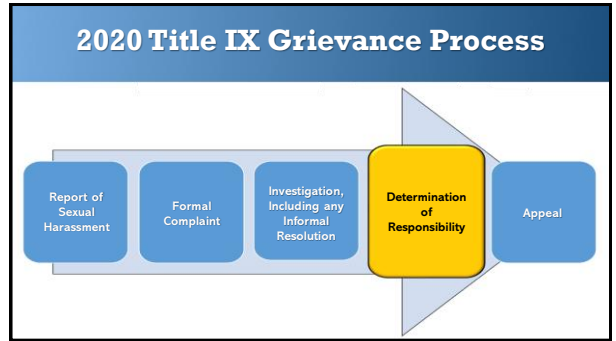 2020 Title IX Grievance Process
Report of
Sexual
Harassment
Formal
Complaint
Investigation,
Including any
Informal
Resolution
Determination
of
Responsibility
Appeal